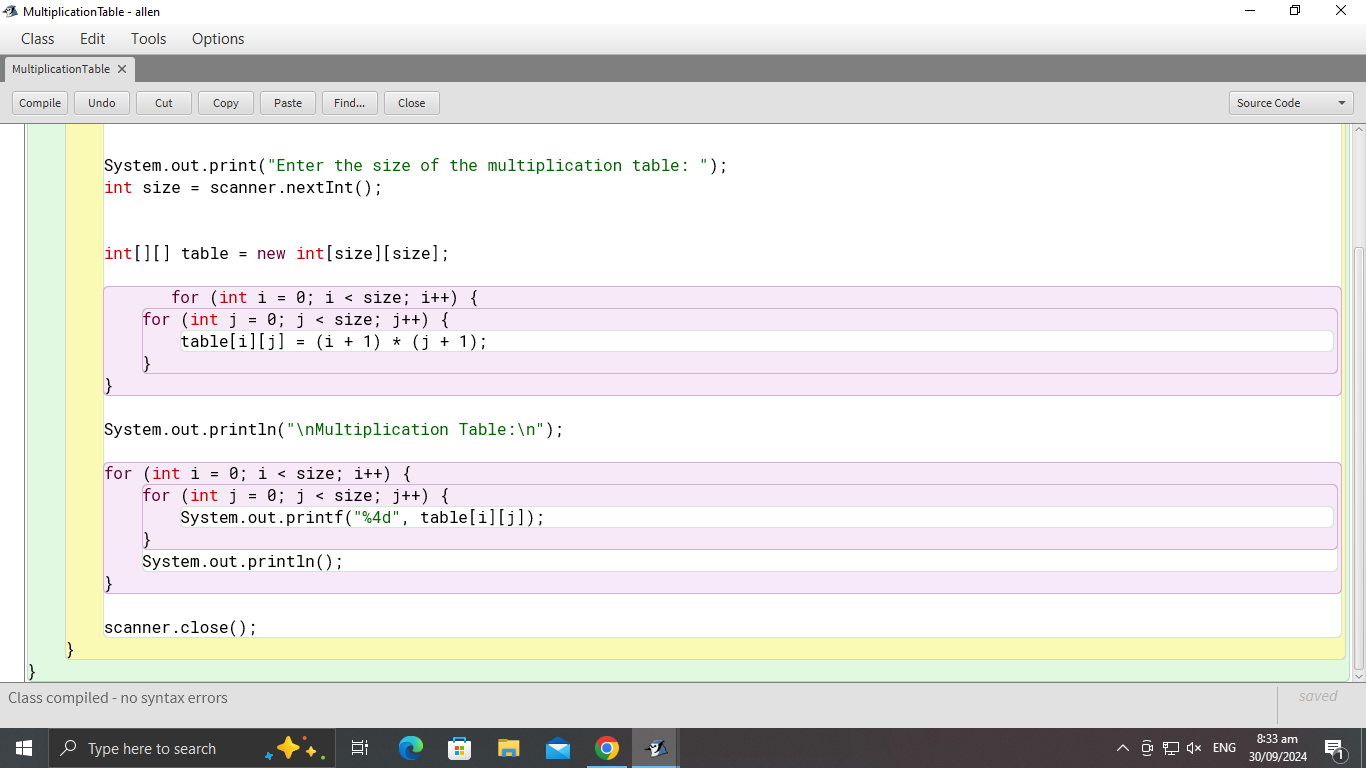 MultiplicationTable - allen
Class Edit Tools Options
MultiplicationTable
Compile Undo Cut Copy Paste Find... Close Source Code
System.out.print("Enter the size of the multiplication table: ");
int size = scanner.nextInt();
int[][] table = new int[size][size];
for (int i = 0; i < size; i++) {
for (int j = 0; j < size; j++) {
table[i][j] = (i + 1) * (j + 1);
}
}
System.out.println("\nMultiplication Table:\n");
for (int i = 0; i < size; i++) {
for (int j = 0; j < size; j++) {
System.out.printf("%4d", table[i][j]);
}
System.out.println();
}
scanner.close();
}
}
Class compiled - no syntax errors
saved
Type here to search
ENG
8:33 am
30/09/2024
1